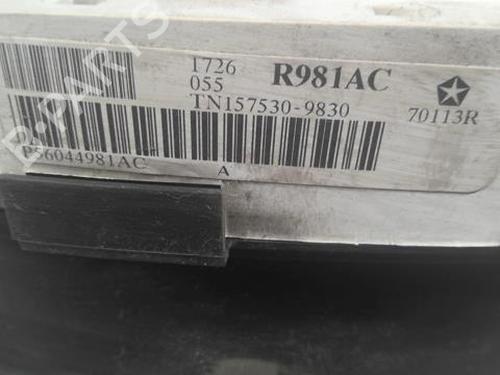 1726
R981AC
055
TN157530-9830
70113R
P56044981AC
A
B-PARTS